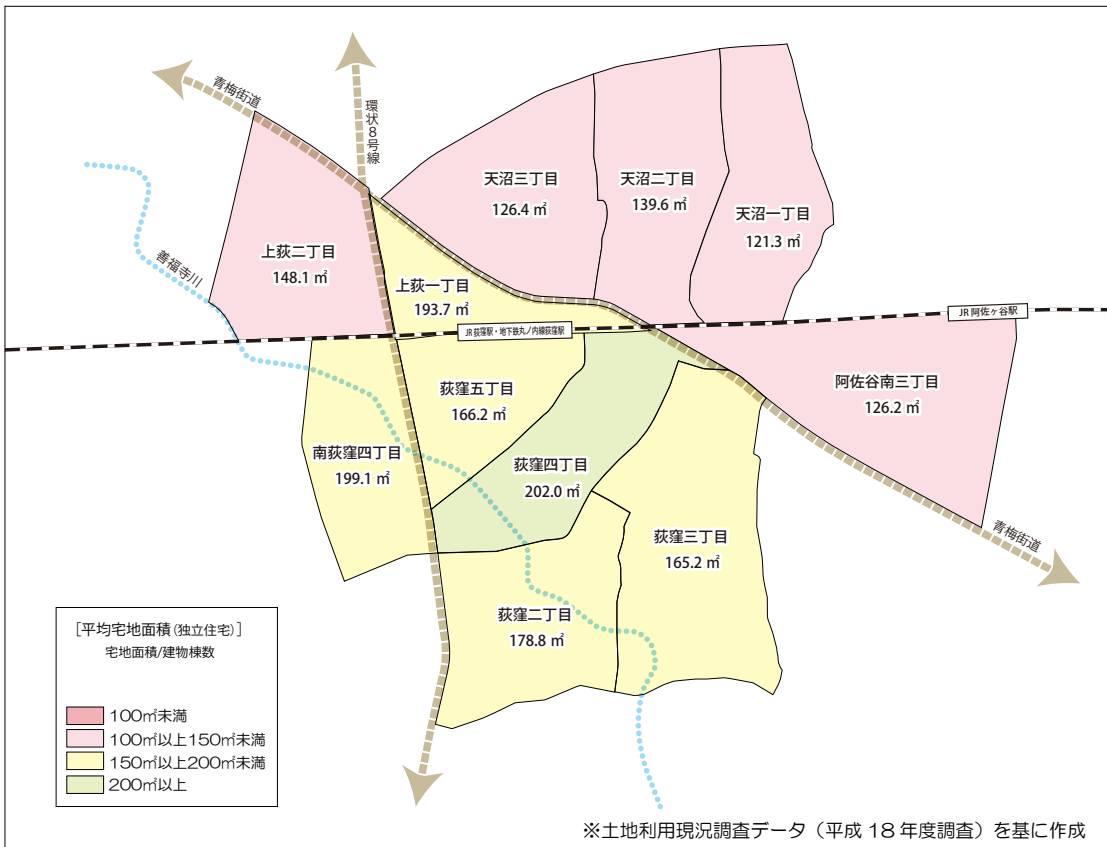 青梅街道
環状8号線
天沼三丁目
126.4 ㎡
天沼二丁目
139.6 ㎡
天沼一丁目
121.3 ㎡
上荻二丁目
148.1 ㎡
善福寺川
上荻一丁目
193.7 ㎡
JR 荻窪駅・地下鉄丸ノ内線荻窪駅
JR 阿佐ヶ谷駅
阿佐谷南三丁目
126.2 ㎡
荻窪五丁目
166.2 ㎡
南荻窪四丁目
199.1 ㎡
荻窪四丁目
202.0 ㎡
荻窪三丁目
165.2 ㎡
青梅街道
荻窪二丁目
178.8 ㎡
[平均宅地面積(独立住宅)]
宅地面積/建物棟数
100㎡未満
100㎡以上150㎡未満
150㎡以上200㎡未満
200㎡以上
※土地利用現況調査データ（平成 18 年度調査）を基に作成